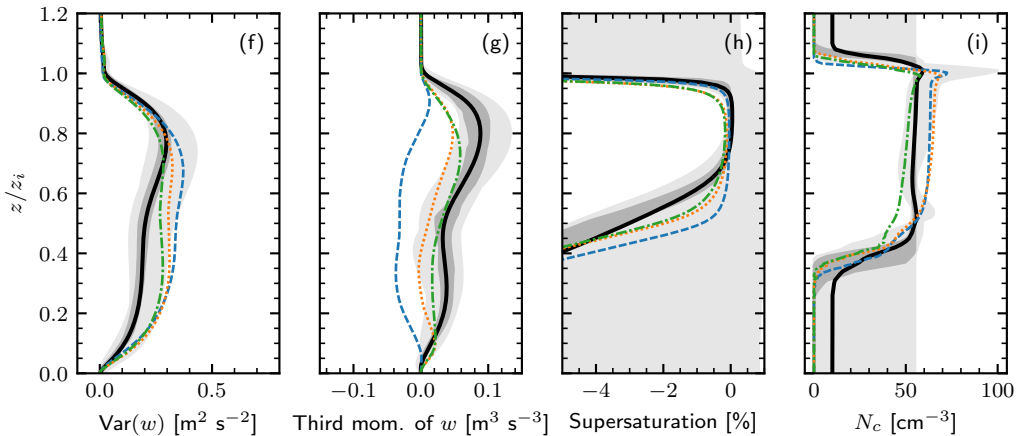 (f) (g) (h) (i)
1.2
1.0
0.8
0.6
0.4
0.2
0.0
z/z_i
0.0 0.5 −0.1 0.0 0.1 −4 −2 0 0 50 100
Var(w) [m² s⁻²] Third mom. of w [m³ s⁻³] Supersaturation [%] N_c [cm⁻³]